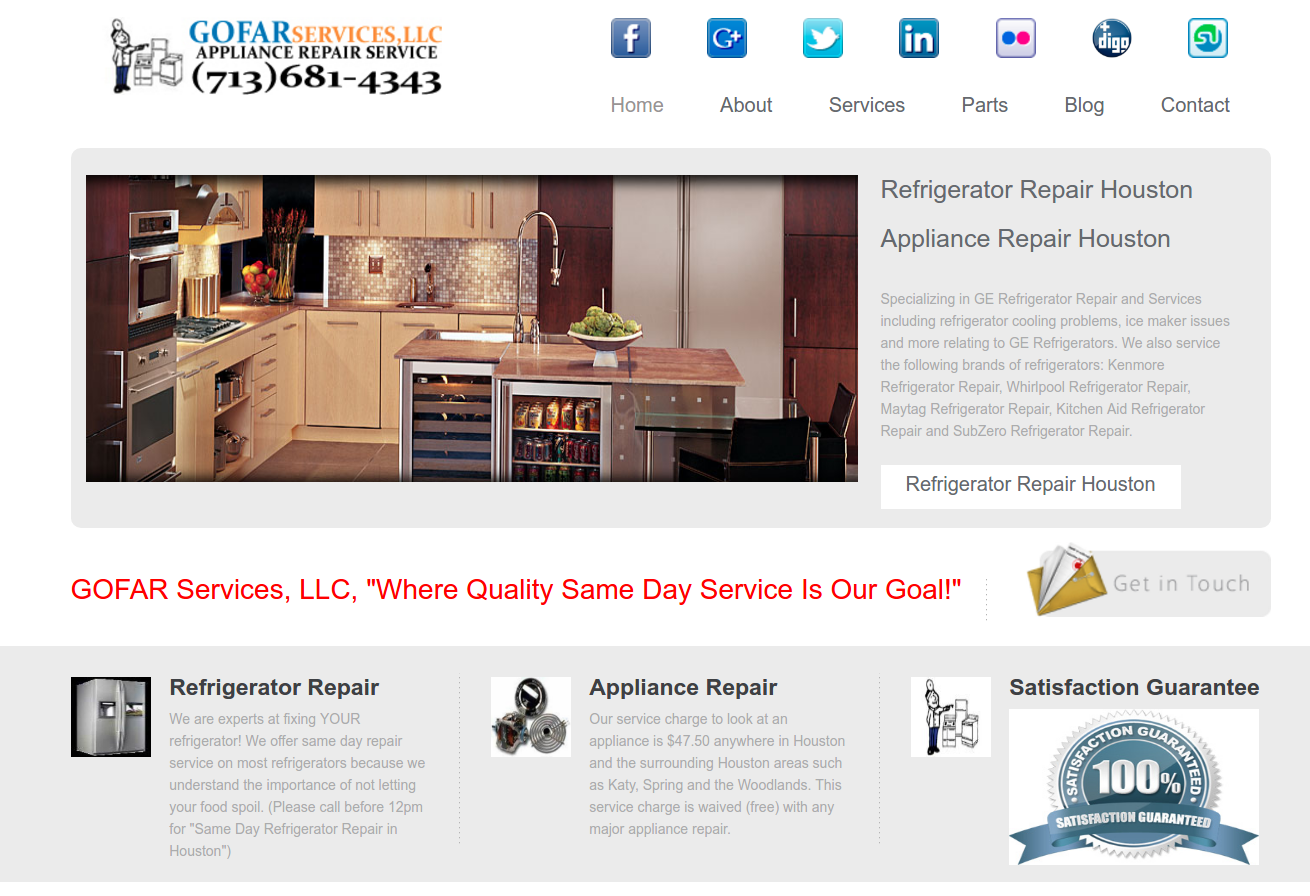 GOFARSERVICES,LLC
APPLIANCE REPAIR SERVICE
(713)681-4343
f
G+
in
+
digg
Home About Services Parts Blog Contact
Refrigerator Repair Houston
Appliance Repair Houston
Specializing in GE Refrigerator Repair and Services
including refrigerator cooling problems, ice maker issues
and more relating to GE Refrigerators. We also service
the following brands of refrigerators: Kenmore
Refrigerator Repair, Whirlpool Refrigerator Repair,
Maytag Refrigerator Repair, Kitchen Aid Refrigerator
Repair and SubZero Refrigerator Repair.
Refrigerator Repair Houston
GOFAR Services, LLC, "Where Quality Same Day Service Is Our Goal!"
Get in Touch
Refrigerator Repair
We are experts at fixing YOUR
refrigerator! We offer same day repair
service on most refrigerators because we
understand the importance of not letting
your food spoil. (Please call before 12pm
for "Same Day Refrigerator Repair in
Houston")
Appliance Repair
Our service charge to look at an
appliance is $47.50 anywhere in Houston
and the surrounding Houston areas such
as Katy, Spring and the Woodlands. This
service charge is waived (free) with any
major appliance repair.
Satisfaction Guarantee
SATISFACTION GUARANTEED
100%
SATISFACTION GUARANTEED